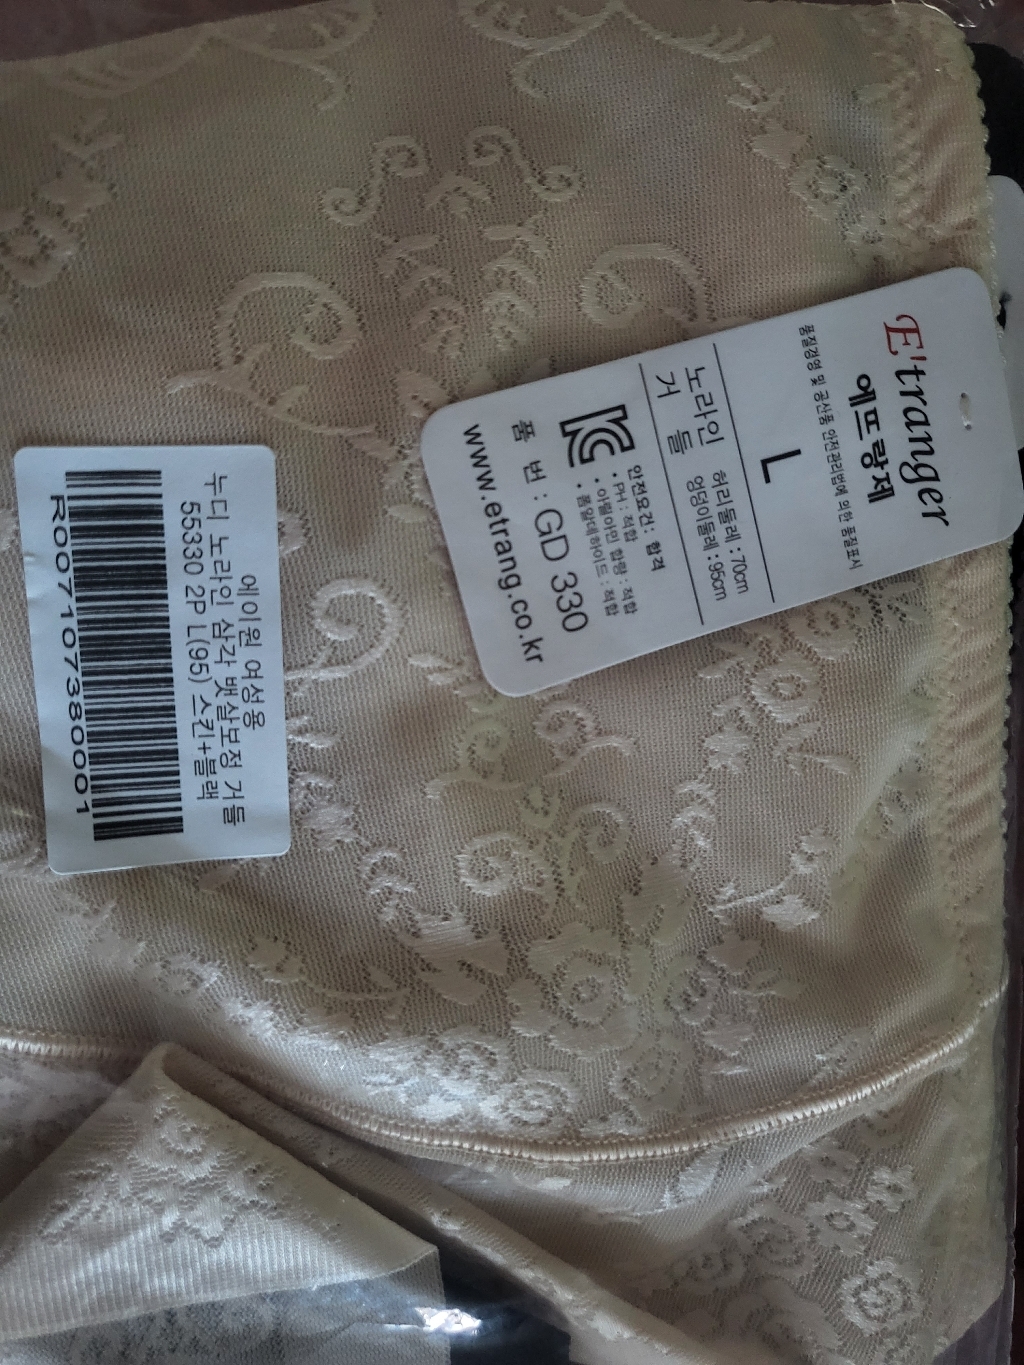 E'tranger
에뜨랑제
품질경영 및 공산품 안전관리법에 의한 품질표시
L
노라인 거들
허리둘레 : 70cm
엉덩이둘레 : 95cm
안전요건 : 합격
· PH : 적합
· 아릴아민 함량 : 적합
· 폼알데하이드 : 적합
품 번 : GD 330
www.etrang.co.kr
에이원 여성용
누디 노라인 삼각 뱃살보정 거들
55330 2P L(95) 스킨+블랙
R007107380001